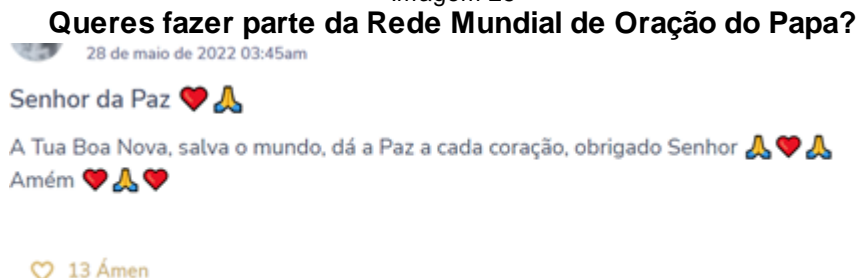 Queres fazer parte da Rede Mundial de Oração do Papa?
28 de maio de 2022 03:45am
Senhor da Paz ❤️🙏
A Tua Boa Nova, salva o mundo, dá a Paz a cada coração, obrigado Senhor 🙏❤️🙏
Amém ❤️🙏❤️
13 Ámen